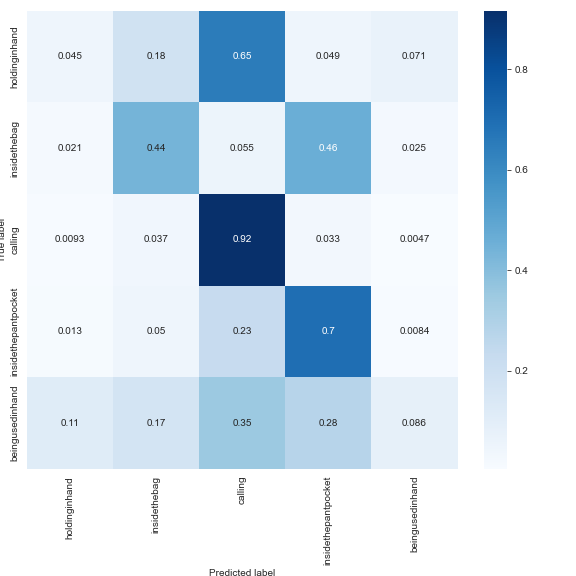 holdinginhand 0.045 0.18 0.65 0.049 0.071
insidethebag 0.021 0.44 0.055 0.46 0.025
True label
calling 0.0093 0.037 0.92 0.033 0.0047
insidethepantpocket 0.013 0.05 0.23 0.7 0.0084
beingusedinhand 0.11 0.17 0.35 0.28 0.086
holdinginhand insidethebag calling insidethepantpocket beingusedinhand
Predicted label
0.8
0.6
0.4
0.2